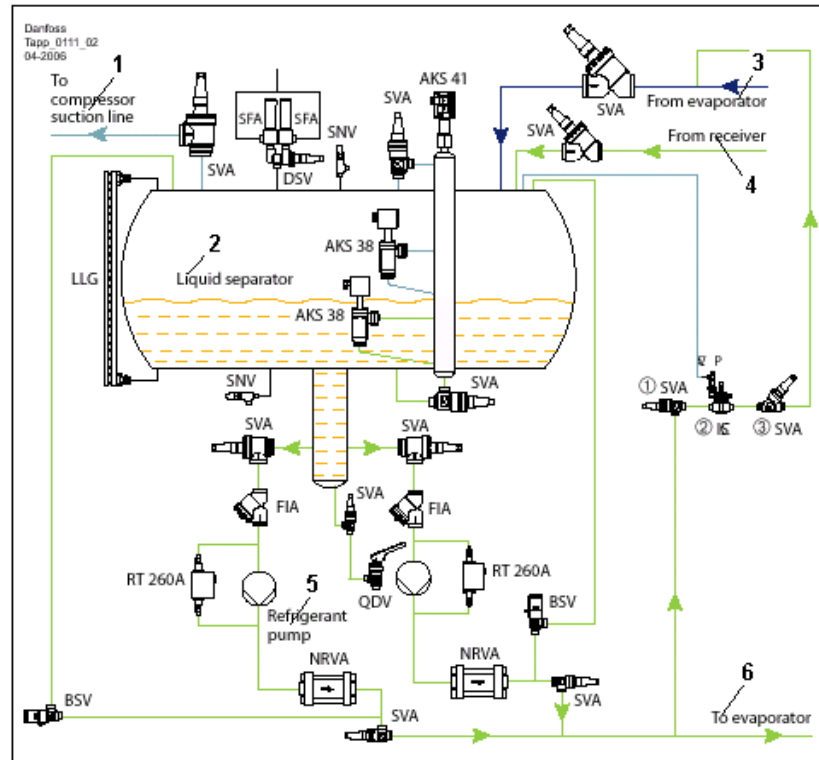 Danfoss
Tapp_0111_02
04-2006
1
To
compressor
suction line
SVA
SFA
SFA
DSV
SNV
SVA
AKS 41
SVA
3
From evaporator
SVA
From receiver
4
LLG
2
Liquid separator
AKS 38
AKS 38
SNV
SVA
SVA
SVA
FIA
SVA
FIA
RT 260A
5
Refrigerant
pump
QDV
RT 260A
BSV
NRVA
NRVA
BSV
SVA
SVA
① SVA
P
②
③ SVA
6
To evaporator